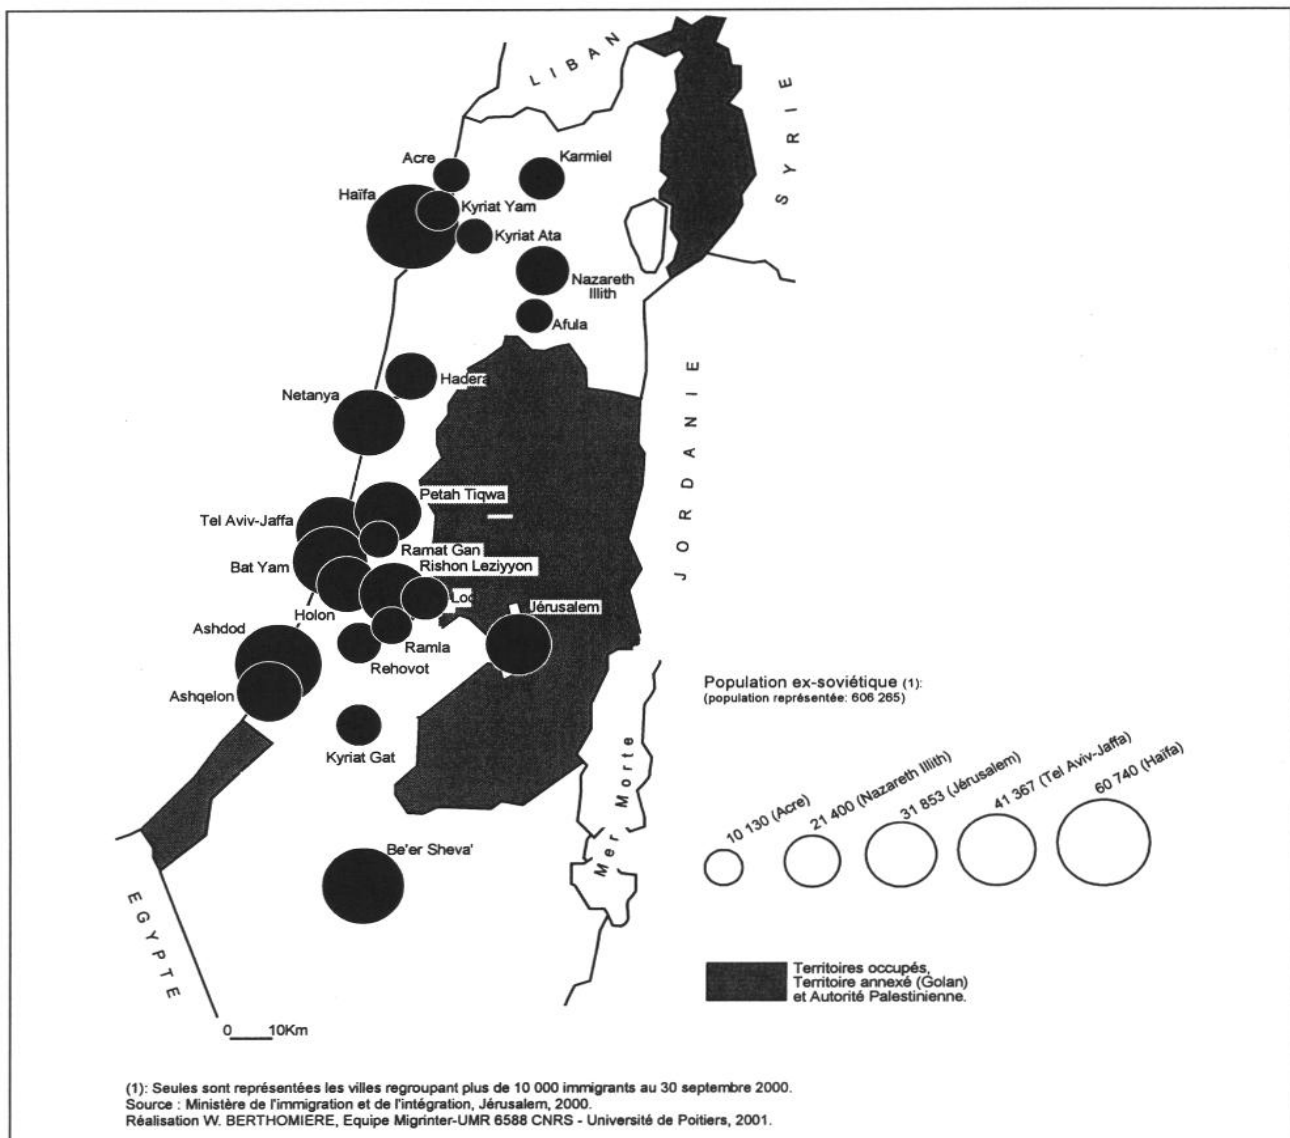 LIBAN
SYRIE
Acre
Karmiel
Haïfa
Kyriat Yam
Kyriat Ata
Nazareth
Illith
Afula
JORDANIE
Hadera
Netanya
Petah Tiqwa
Tel Aviv-Jaffa
Ramat Gan
Bat Yam
Rishon Leziyyon
Lod
Holon
Jérusalem
Ashdod
Ramla
Rehovot
Ashqelon
Kyriat Gat
Mer Morte
Be'er Sheva'
EGYPTE
0 10Km
Population ex-soviétique (1):
(population représentée: 606 265)
10 130 (Acre)
21 400 (Nazareth Illith)
31 853 (Jérusalem)
41 367 (Tel Aviv-Jaffa)
60 740 (Haïfa)
Territoires occupés,
Territoire annexé (Golan)
et Autorité Palestinienne.
(1): Seules sont représentées les villes regroupant plus de 10 000 immigrants au 30 septembre 2000.
Source : Ministère de l'immigration et de l'intégration, Jérusalem, 2000.
Réalisation W. BERTHOMIERE, Equipe Migrinter-UMR 6588 CNRS - Université de Poitiers, 2001.